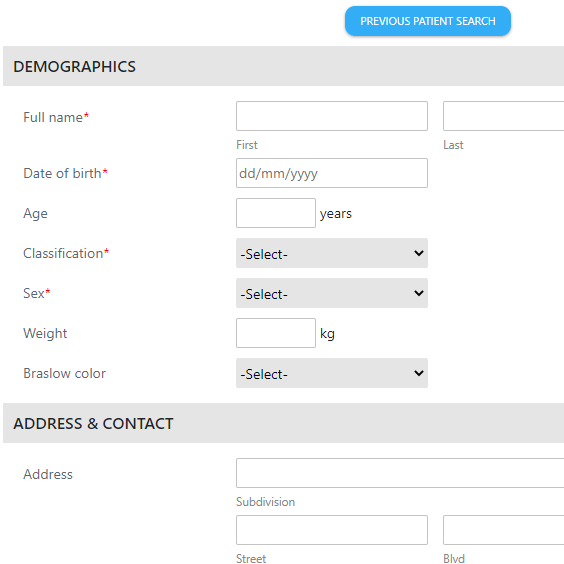 PREVIOUS PATIENT SEARCH
DEMOGRAPHICS
Full name*
First Last
Date of birth* dd/mm/yyyy
Age years
Classification* -Select-
Sex* -Select-
Weight kg
Braslow color -Select-
ADDRESS & CONTACT
Address
Subdivision
Street Blvd